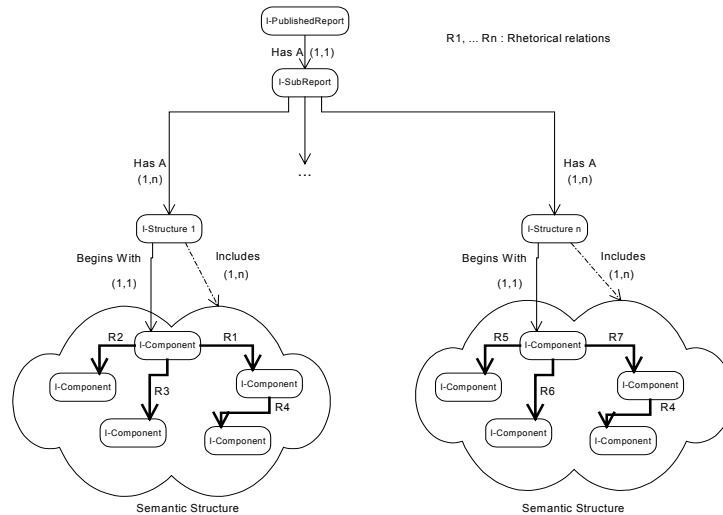 I-PublishedReport
R1, ... Rn : Rhetorical relations
Has A (1,1)
I-SubReport
Has A
(1,n)
...
Has A
(1,n)
I-Structure 1
I-Structure n
Begins With
(1,1)
Includes
(1,n)
Begins With
(1,1)
Includes
(1,n)
R2
I-Component
R1
I-Component
R3
I-Component
R4
I-Component
I-Component
R5
I-Component
R7
I-Component
R6
I-Component
R4
I-Component
I-Component
Semantic Structure
Semantic Structure